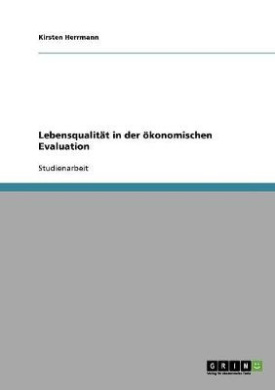 Kirsten Herrmann
Lebensqualität in der ökonomischen
Evaluation
Studienarbeit
GRIN